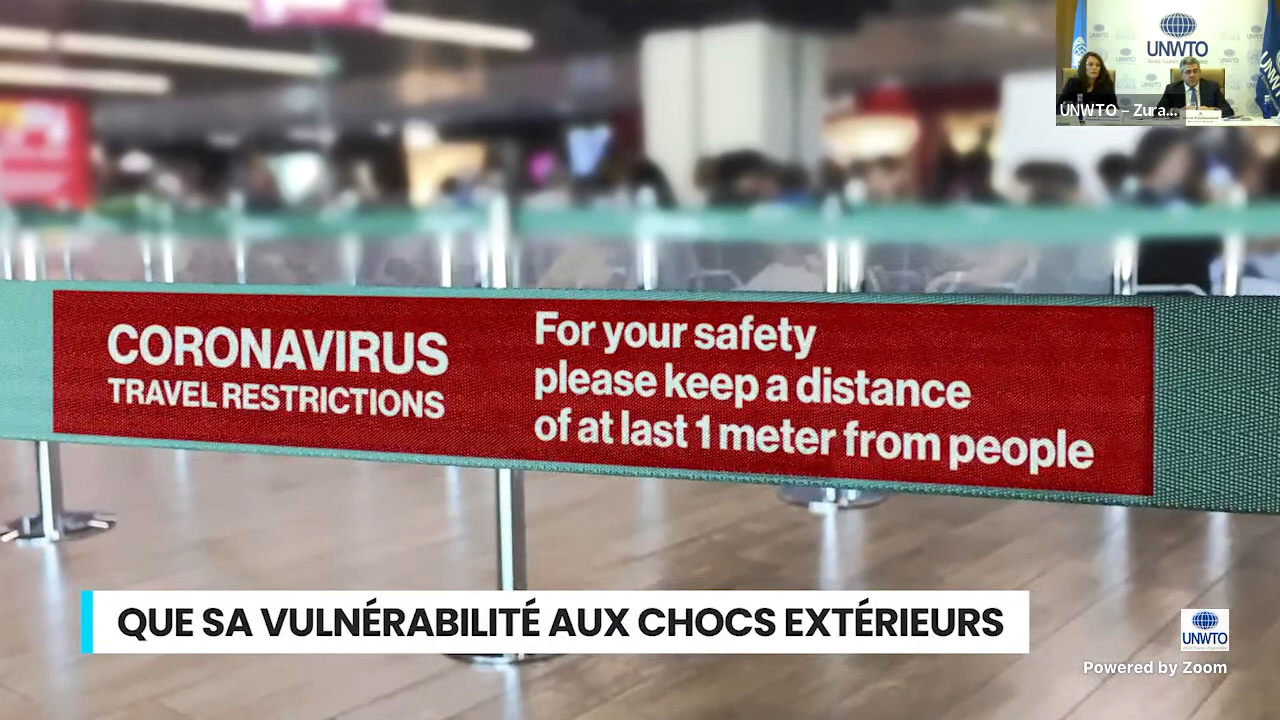 UNWTO
UNWTO – Zura...
CORONAVIRUS
TRAVEL RESTRICTIONS
For your safety
please keep a distance
of at last 1 meter from people
QUE SA VULNÉRABILITÉ AUX CHOCS EXTÉRIEURS
UNWTO
Powered by Zoom